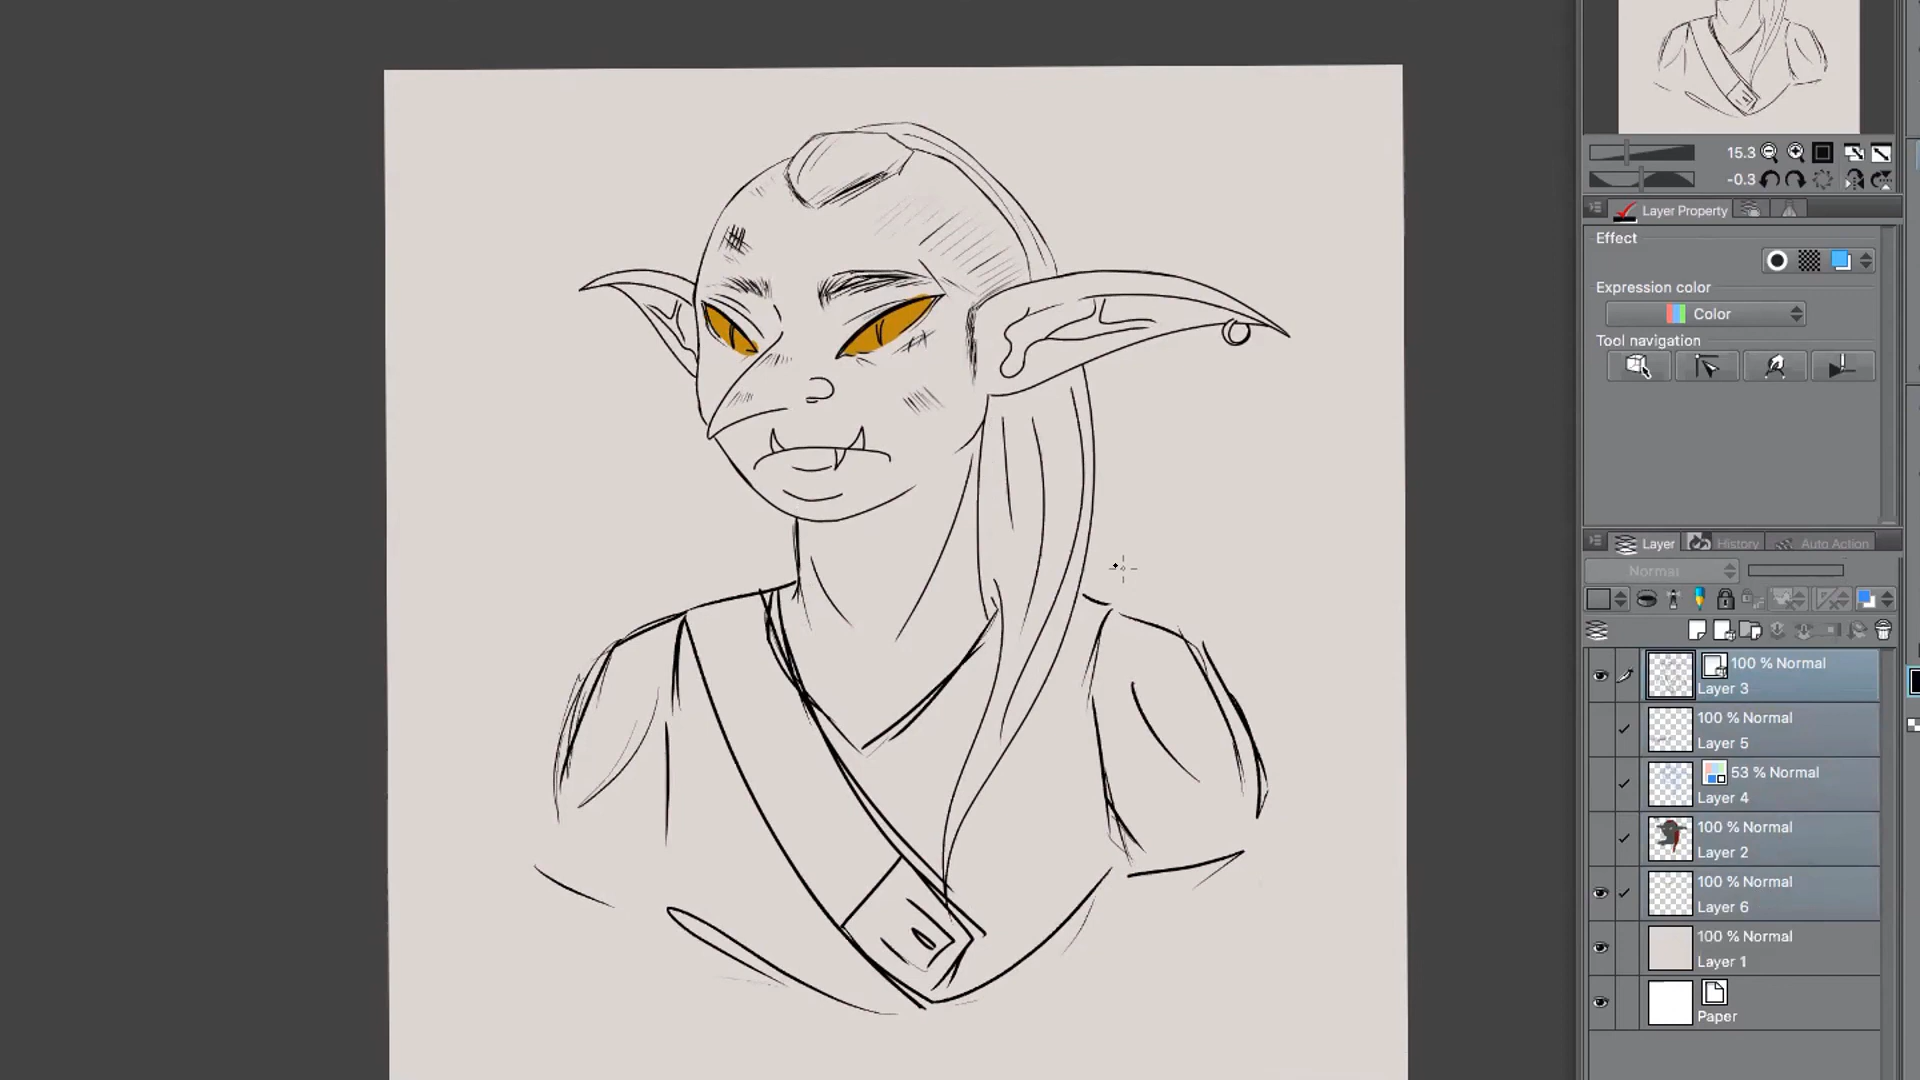 15.3
-0.3
Layer Property
Effect
Expression color
Color
Tool navigation
Layer
History
Auto Action
Normal
100 % Normal
Layer 3
100 % Normal
Layer 5
53 % Normal
Layer 4
100 % Normal
Layer 2
100 % Normal
Layer 6
100 % Normal
Layer 1
Paper